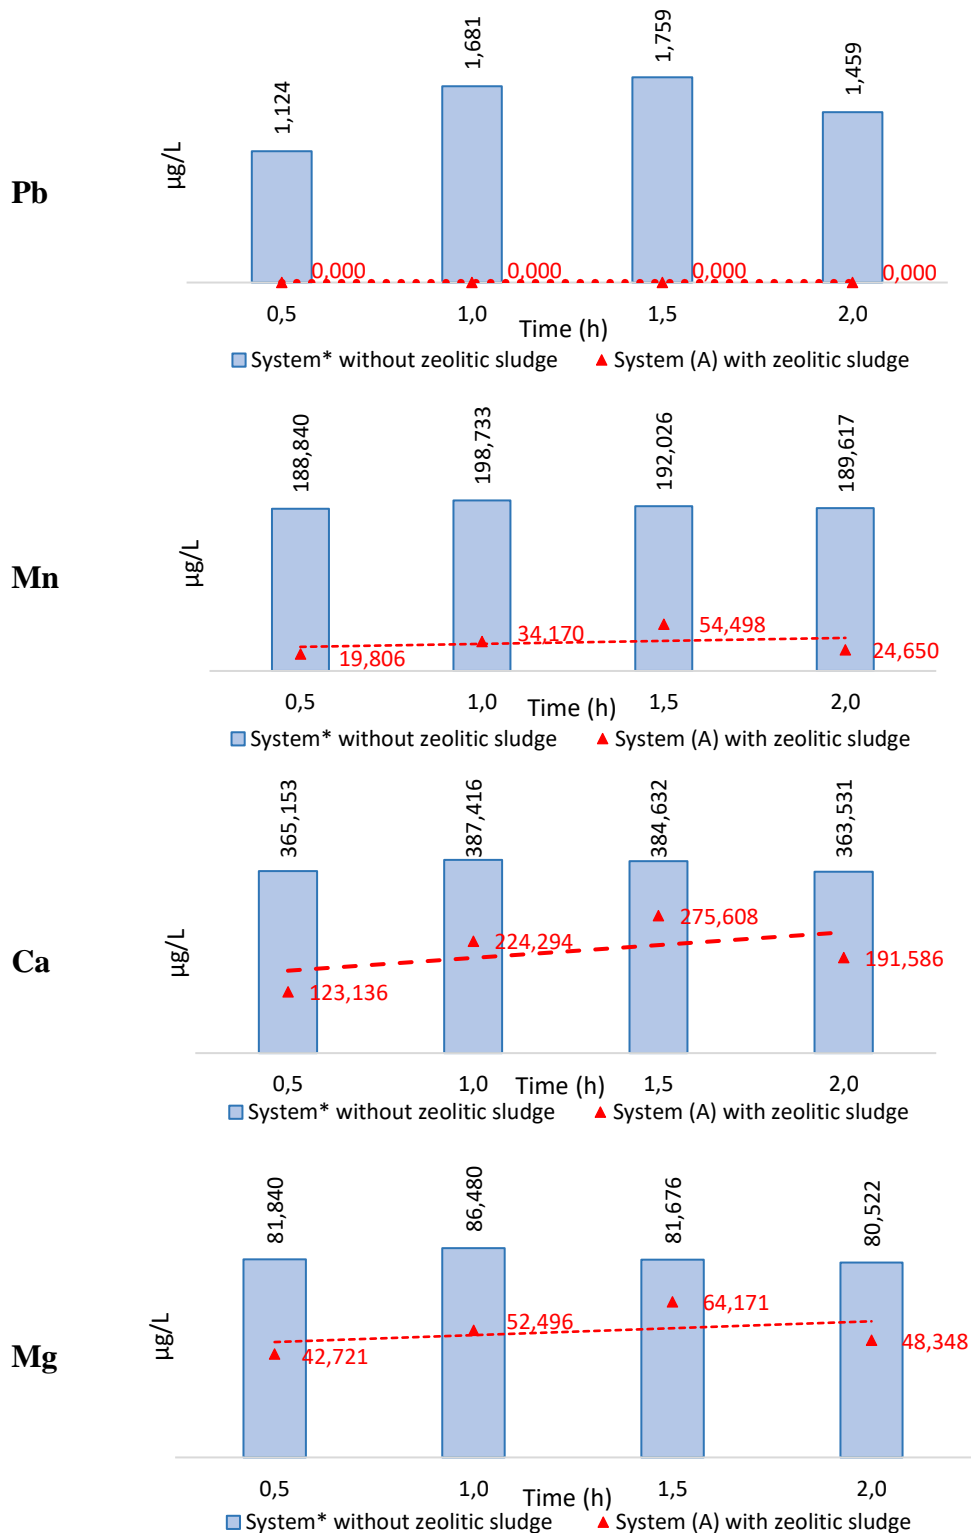 Pb
µg/L
1,124
1,681
1,759
1,459
0,000
0,000
0,000
0,000
0,5
1,0
1,5
2,0
Time (h)
System* without zeolitic sludge
System (A) with zeolitic sludge
Mn
µg/L
188,840
198,733
192,026
189,617
19,806
34,170
54,498
24,650
0,5
1,0
1,5
2,0
Time (h)
System* without zeolitic sludge
System (A) with zeolitic sludge
Ca
µg/L
365,153
387,416
384,632
363,531
123,136
224,294
275,608
191,586
0,5
1,0
1,5
2,0
Time (h)
System* without zeolitic sludge
System (A) with zeolitic sludge
Mg
µg/L
81,840
86,480
81,676
80,522
42,721
52,496
64,171
48,348
0,5
1,0
1,5
2,0
Time (h)
System* without zeolitic sludge
System (A) with zeolitic sludge